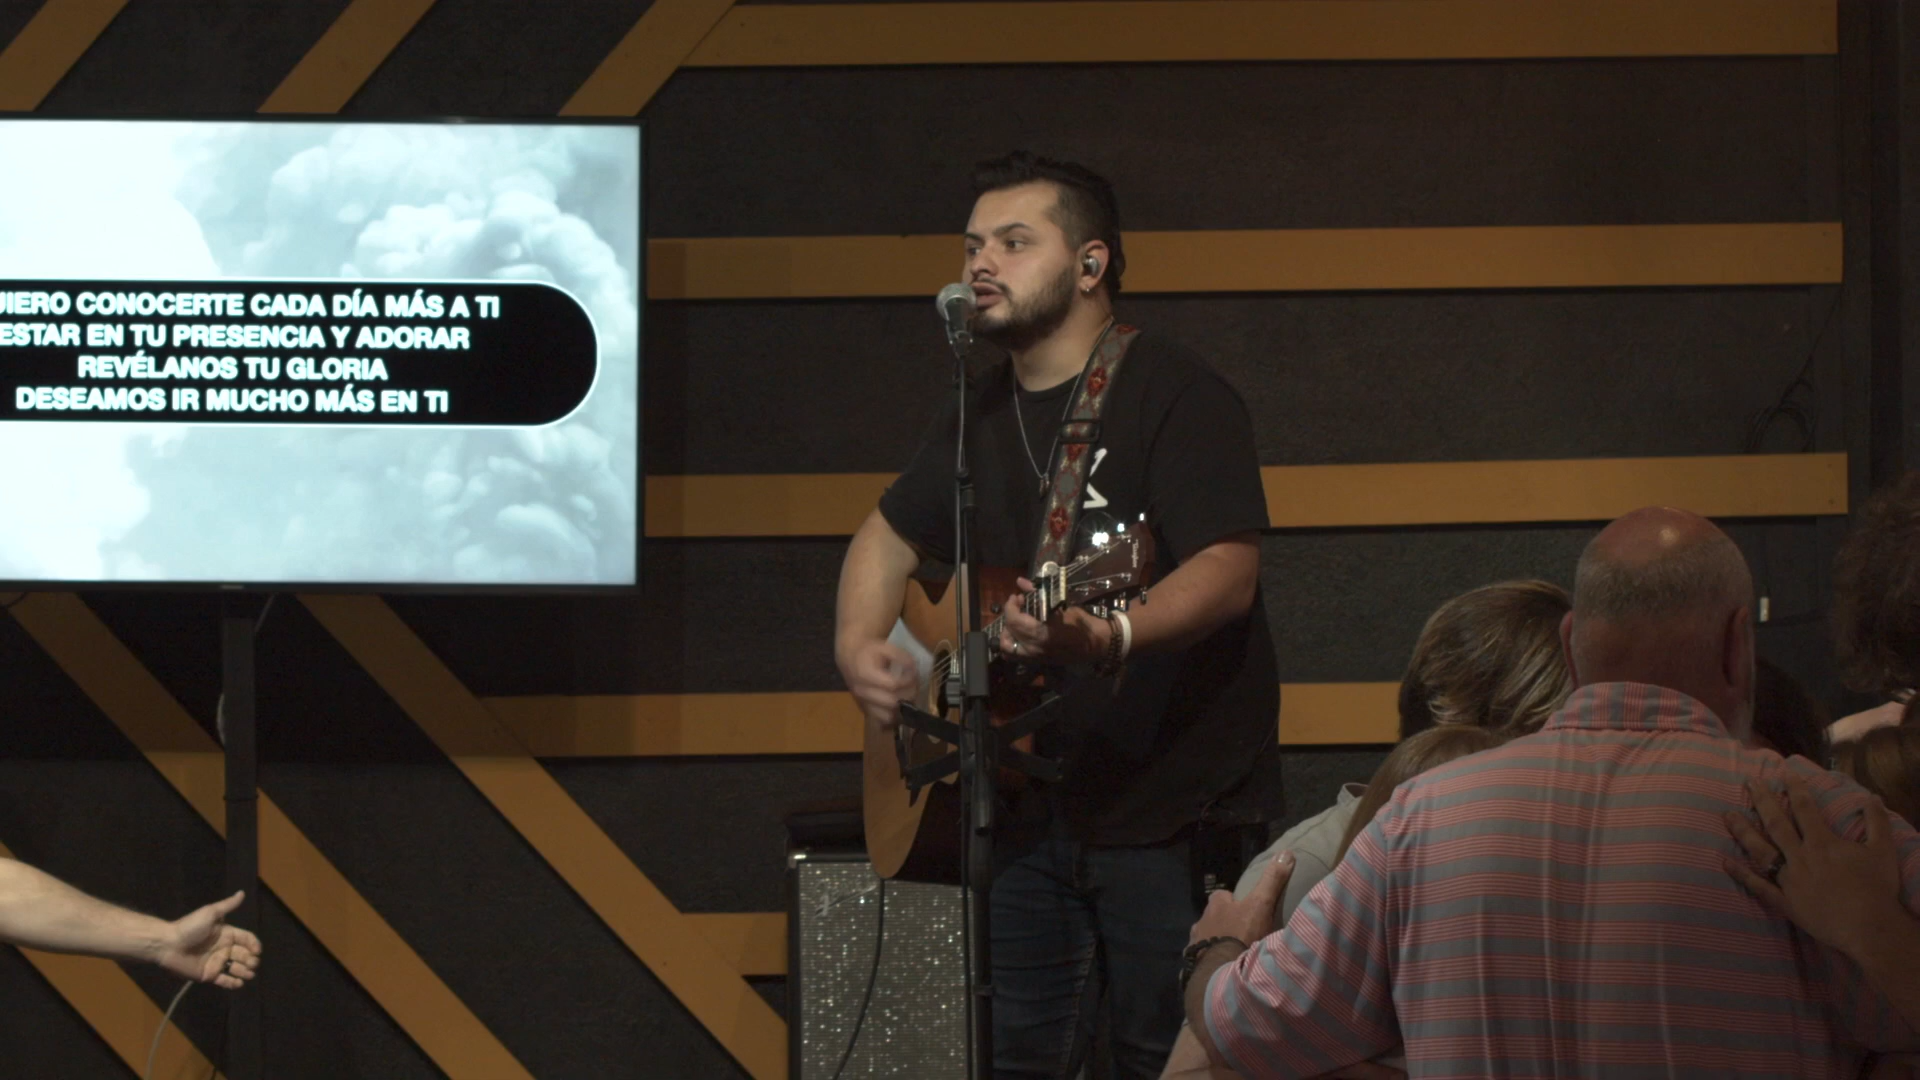 UIERO CONOCERTE CADA DÍA MÁS A TI
ESTAR EN TU PRESENCIA Y ADORAR
REVÉLANOS TU GLORIA
DESEAMOS IR MUCHO MÁS EN TI
Fender